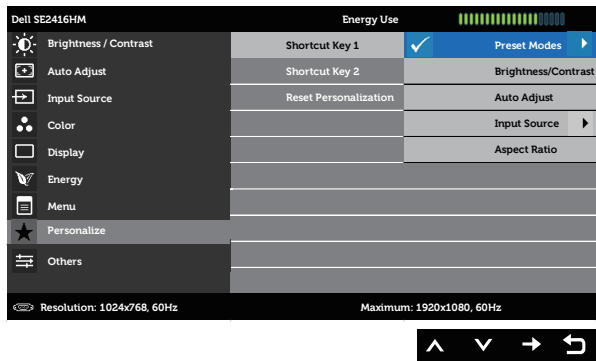 Dell SE2416HM Energy Use
Brightness / Contrast Shortcut Key 1 Preset Modes
Auto Adjust Shortcut Key 2 Brightness/Contrast
Input Source Reset Personalization Auto Adjust
Color Input Source
Display Aspect Ratio
Energy
Menu
Personalize
Others
Resolution: 1024x768, 60Hz Maximum: 1920x1080, 60Hz